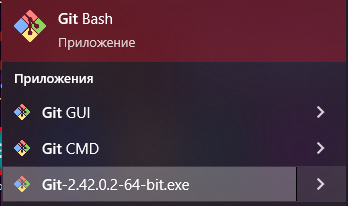 Git Bash
Приложение
Приложения
Git GUI
Git CMD
Git-2.42.0.2-64-bit.exe